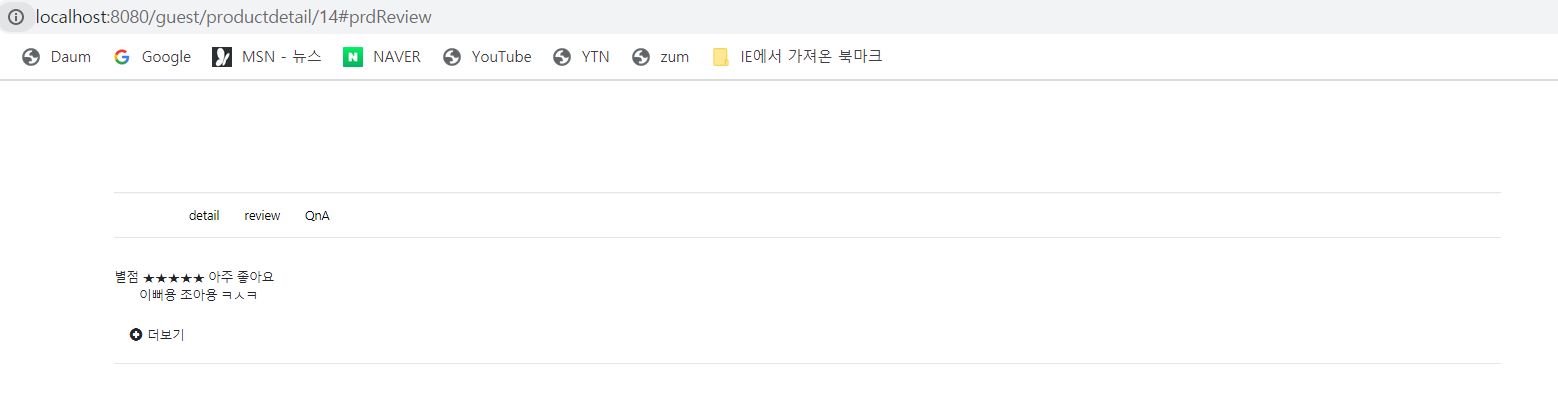 localhost:8080/guest/productdetail/14#prdReview
Daum Google MSN - 뉴스 NAVER YouTube YTN zum IE에서 가져온 북마크
detail review QnA
별점 ★★★★★ 아주 좋아요
이뻐용 조아용 ㅋㅅㅋ
더보기